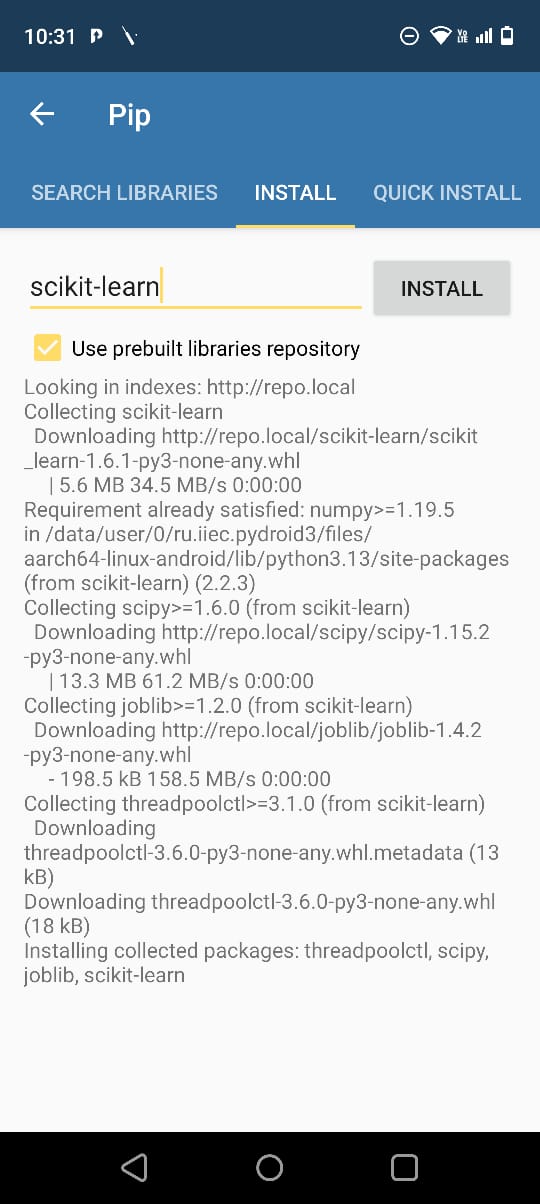 10:31
Vo
LTE
Pip
SEARCH LIBRARIES INSTALL QUICK INSTALL
scikit-learn INSTALL
Use prebuilt libraries repository
Looking in indexes: http://repo.local
Collecting scikit-learn
Downloading http://repo.local/scikit-learn/scikit
_learn-1.6.1-py3-none-any.whl
| 5.6 MB 34.5 MB/s 0:00:00
Requirement already satisfied: numpy>=1.19.5
in /data/user/0/ru.iiec.pydroid3/files/
aarch64-linux-android/lib/python3.13/site-packages
(from scikit-learn) (2.2.3)
Collecting scipy>=1.6.0 (from scikit-learn)
Downloading http://repo.local/scipy/scipy-1.15.2
-py3-none-any.whl
| 13.3 MB 61.2 MB/s 0:00:00
Collecting joblib>=1.2.0 (from scikit-learn)
Downloading http://repo.local/joblib/joblib-1.4.2
-py3-none-any.whl
- 198.5 kB 158.5 MB/s 0:00:00
Collecting threadpoolctl>=3.1.0 (from scikit-learn)
Downloading
threadpoolctl-3.6.0-py3-none-any.whl.metadata (13
kB)
Downloading threadpoolctl-3.6.0-py3-none-any.whl
(18 kB)
Installing collected packages: threadpoolctl, scipy,
joblib, scikit-learn